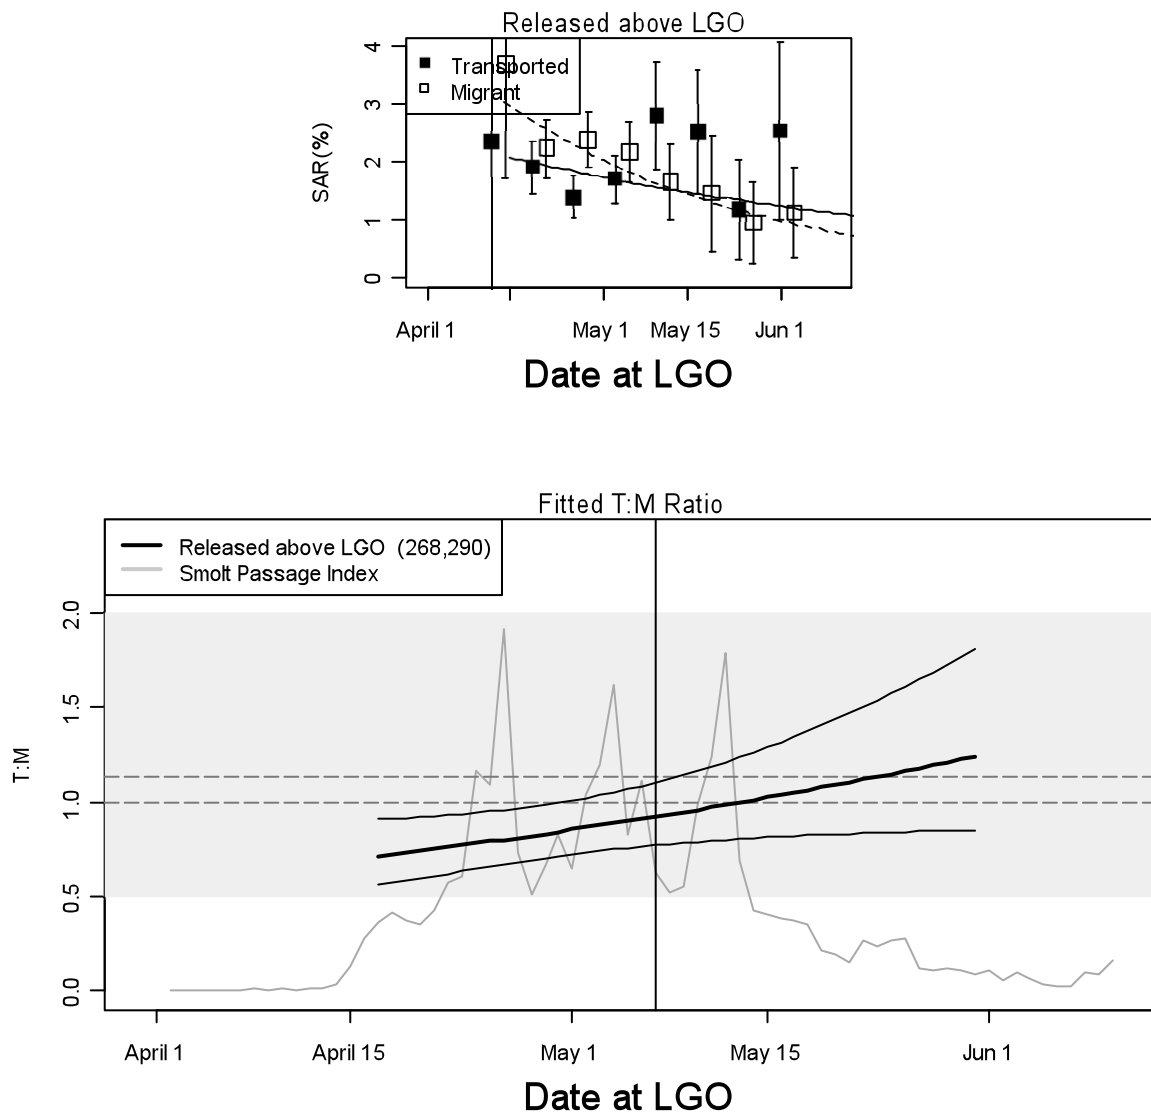 Released above LGO
Transported
Migrant
SAR(%)
4
3
2
1
0
April 1
May 1
May 15
Jun 1
Date at LGO
Fitted T:M Ratio
Released above LGO (268,290)
Smolt Passage Index
T:M
2.0
1.5
1.0
0.5
0.0
April 1
April 15
May 1
May 15
Jun 1
Date at LGO